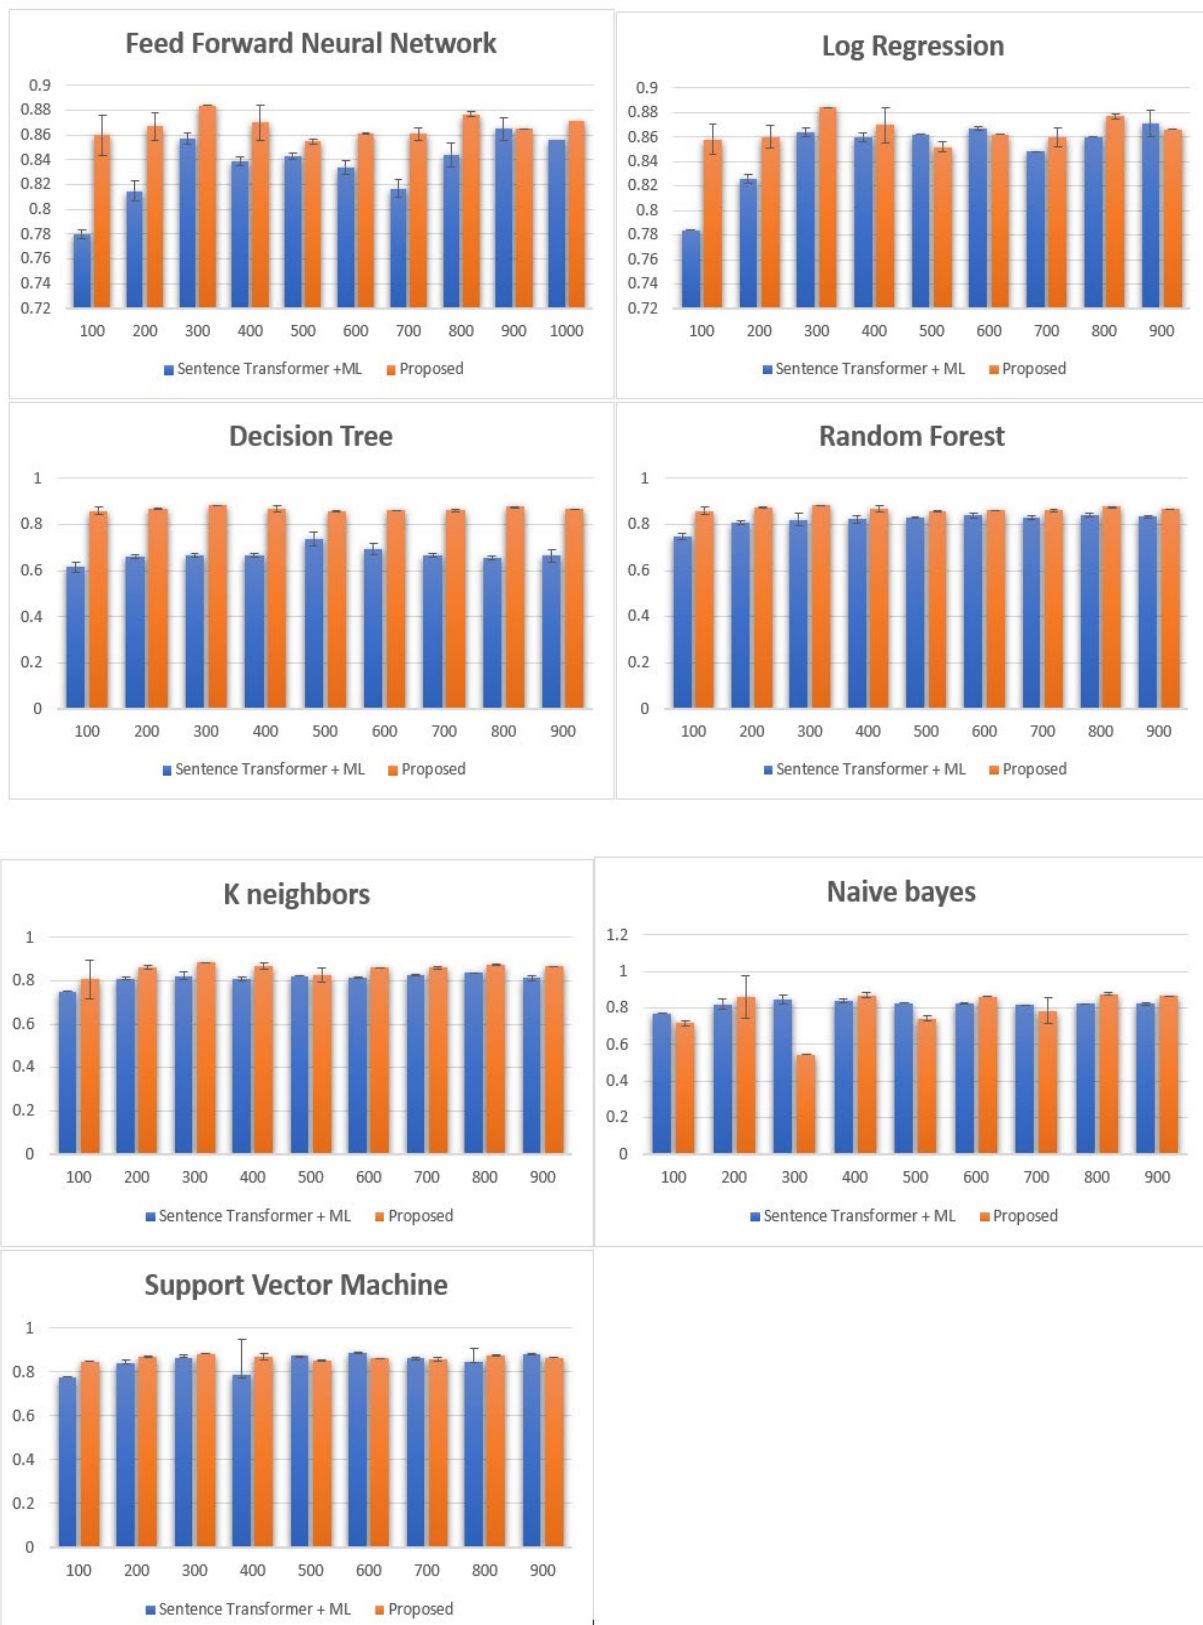 Feed Forward Neural Network
0.9
0.88
0.86
0.84
0.82
0.8
0.78
0.76
0.74
0.72
100 200 300 400 500 600 700 800 900 1000
Sentence Transformer +ML Proposed
Log Regression
0.9
0.88
0.86
0.84
0.82
0.8
0.78
0.76
0.74
0.72
100 200 300 400 500 600 700 800 900
Sentence Transformer + ML Proposed
Decision Tree
1
0.8
0.6
0.4
0.2
0
100 200 300 400 500 600 700 800 900
Sentence Transformer + ML Proposed
Random Forest
1
0.8
0.6
0.4
0.2
0
100 200 300 400 500 600 700 800 900
Sentence Transformer + ML Proposed
K neighbors
1
0.8
0.6
0.4
0.2
0
100 200 300 400 500 600 700 800 900
Sentence Transformer + ML Proposed
Naive bayes
1.2
1
0.8
0.6
0.4
0.2
0
100 200 300 400 500 600 700 800 900
Sentence Transformer + ML Proposed
Support Vector Machine
1
0.8
0.6
0.4
0.2
0
100 200 300 400 500 600 700 800 900
Sentence Transformer + ML Proposed